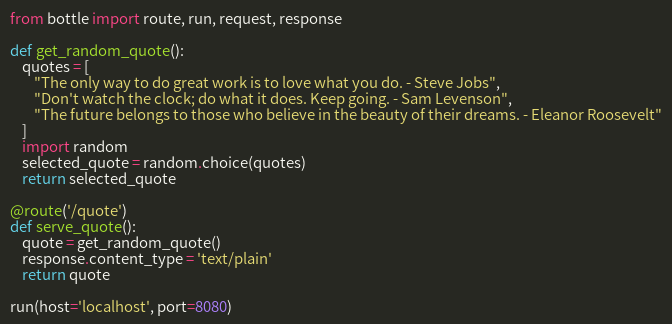 from bottle import route, run, request, response

def get_random_quote():
    quotes = [
        "The only way to do great work is to love what you do. - Steve Jobs",
        "Don't watch the clock; do what it does. Keep going. - Sam Levenson",
        "The future belongs to those who believe in the beauty of their dreams. - Eleanor Roosevelt"
    ]
    import random
    selected_quote = random.choice(quotes)
    return selected_quote

@route('/quote')
def serve_quote():
    quote = get_random_quote()
    response.content_type = 'text/plain'
    return quote

run(host='localhost', port=8080)